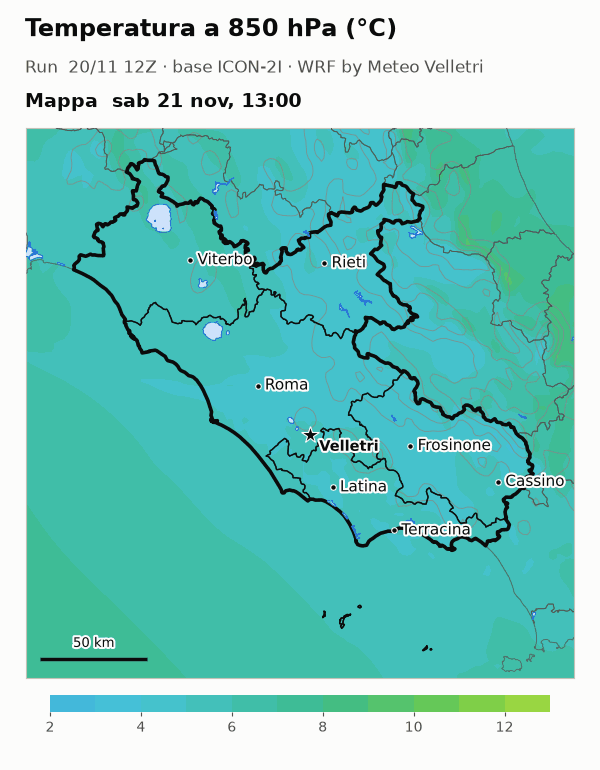 Temperatura a 850 hPa (°C)
Run  20/11 12Z · base ICON-2I · WRF by Meteo Velletri
Mappa  sab 21 nov, 13:00
Viterbo
Rieti
Roma
Velletri
Frosinone
Cassino
Latina
Terracina
50 km
2 4 6 8 10 12